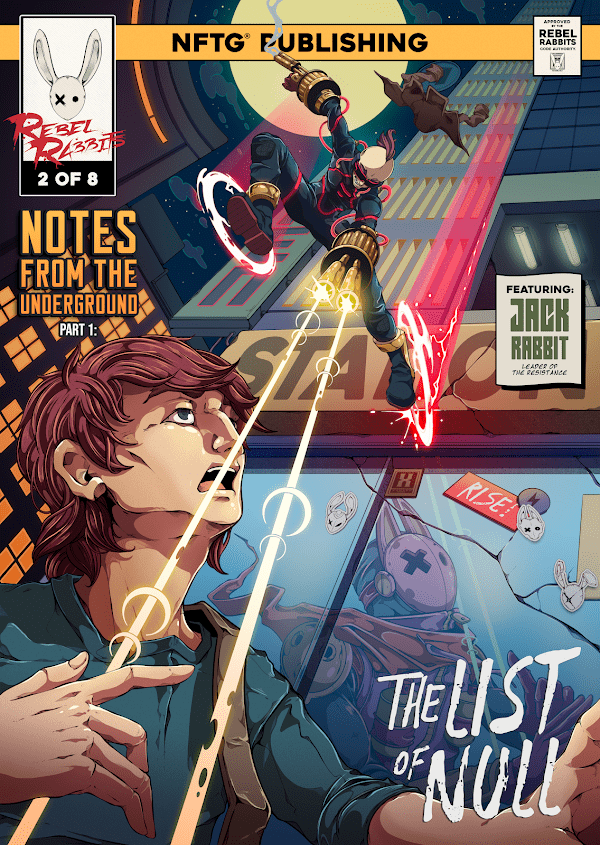 NFTG® PUBLISHING
APPROVED
BY THE
REBEL
RABBITS
CODE AUTHORITY
REBEL
RABBITS
2 OF 8
NOTES
FROM THE
UNDERGROUND
PART 1:
FEATURING:
JACK
RABBIT
LEADER OF
THE RESISTANCE
STATION
RISE!
THE LIST
OF NULL